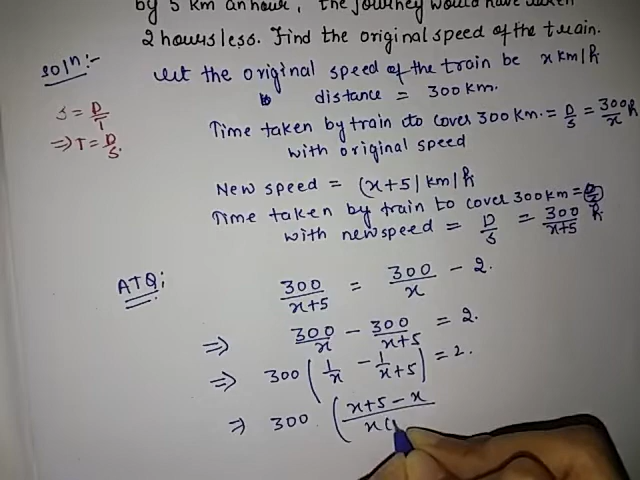 by 5 km an hour, the journey would have taken
2 hours less. Find the original speed of the train.
Soln:-
Let the original speed of the train be x km/h
distance = 300 km.
S = D/T
⇒ T = D/S.
Time taken by train to cover 300 km. = D/S = 300/x h
with original speed
New speed = (x+5) km/h
Time taken by train to cover 300 km =
with new speed = D/S = 300/x+5 h
ATQ;
300/x+5 = 300/x - 2.
⇒ 300/x - 300/x+5 = 2.
⇒ 300 (1/x - 1/x+5) = 2.
⇒ 300 . (x+5-x/x(